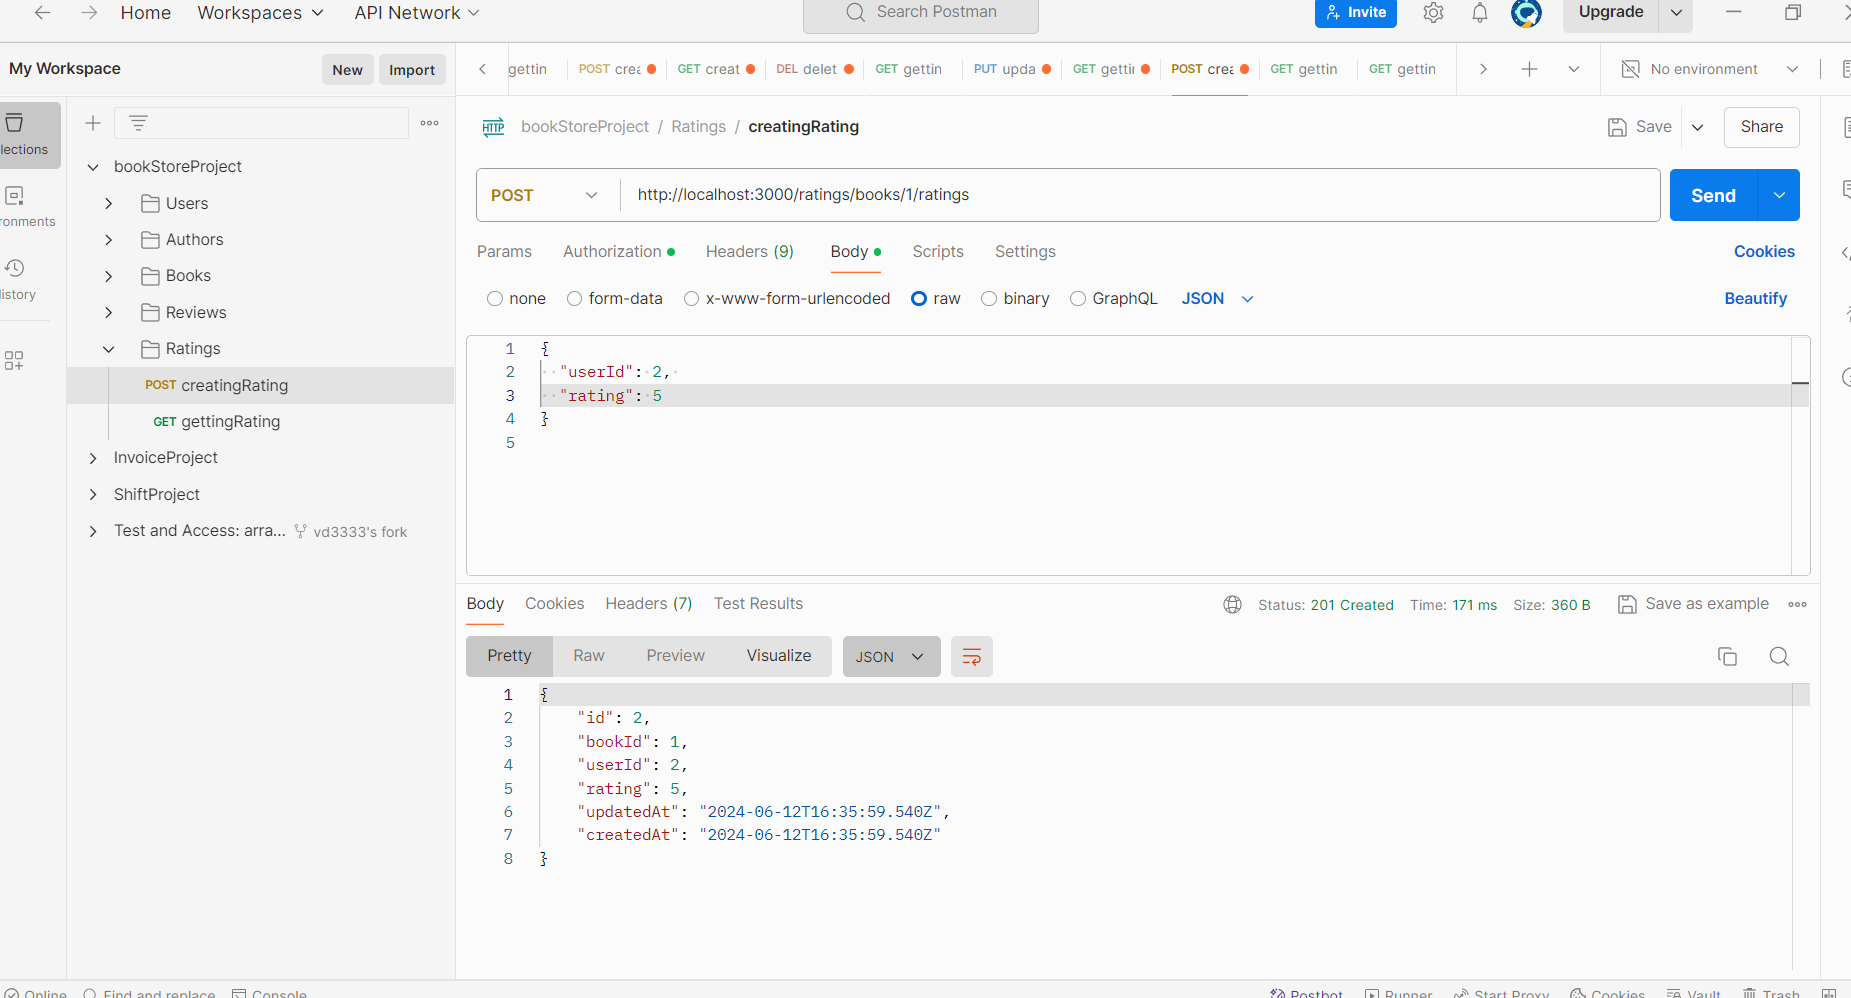 Home Workspaces API Network Search Postman Invite Upgrade
My Workspace New Import
gettin POST crea GET creat DEL delet GET gettin PUT upda GET getti POST crea GET gettin GET gettin No environment
lections
ronments
istory
bookStoreProject
Users
Authors
Books
Reviews
Ratings
POST creatingRating
GET gettingRating
InvoiceProject
ShiftProject
Test and Access: arra... vd3333's fork
HTTP bookStoreProject / Ratings / creatingRating Save Share
POST http://localhost:3000/ratings/books/1/ratings Send
Params Authorization Headers (9) Body Scripts Settings Cookies
none form-data x-www-form-urlencoded raw binary GraphQL JSON Beautify
1 {
2 "userId": 2,
3 "rating": 5
4 }
5
Body Cookies Headers (7) Test Results Status: 201 Created Time: 171 ms Size: 360 B Save as example
Pretty Raw Preview Visualize JSON
1 {
2 "id": 2,
3 "bookId": 1,
4 "userId": 2,
5 "rating": 5,
6 "updatedAt": "2024-06-12T16:35:59.540Z",
7 "createdAt": "2024-06-12T16:35:59.540Z"
8 }
Online Find and replace Console Postbot Runner Start Proxy Cookies Vault Trash